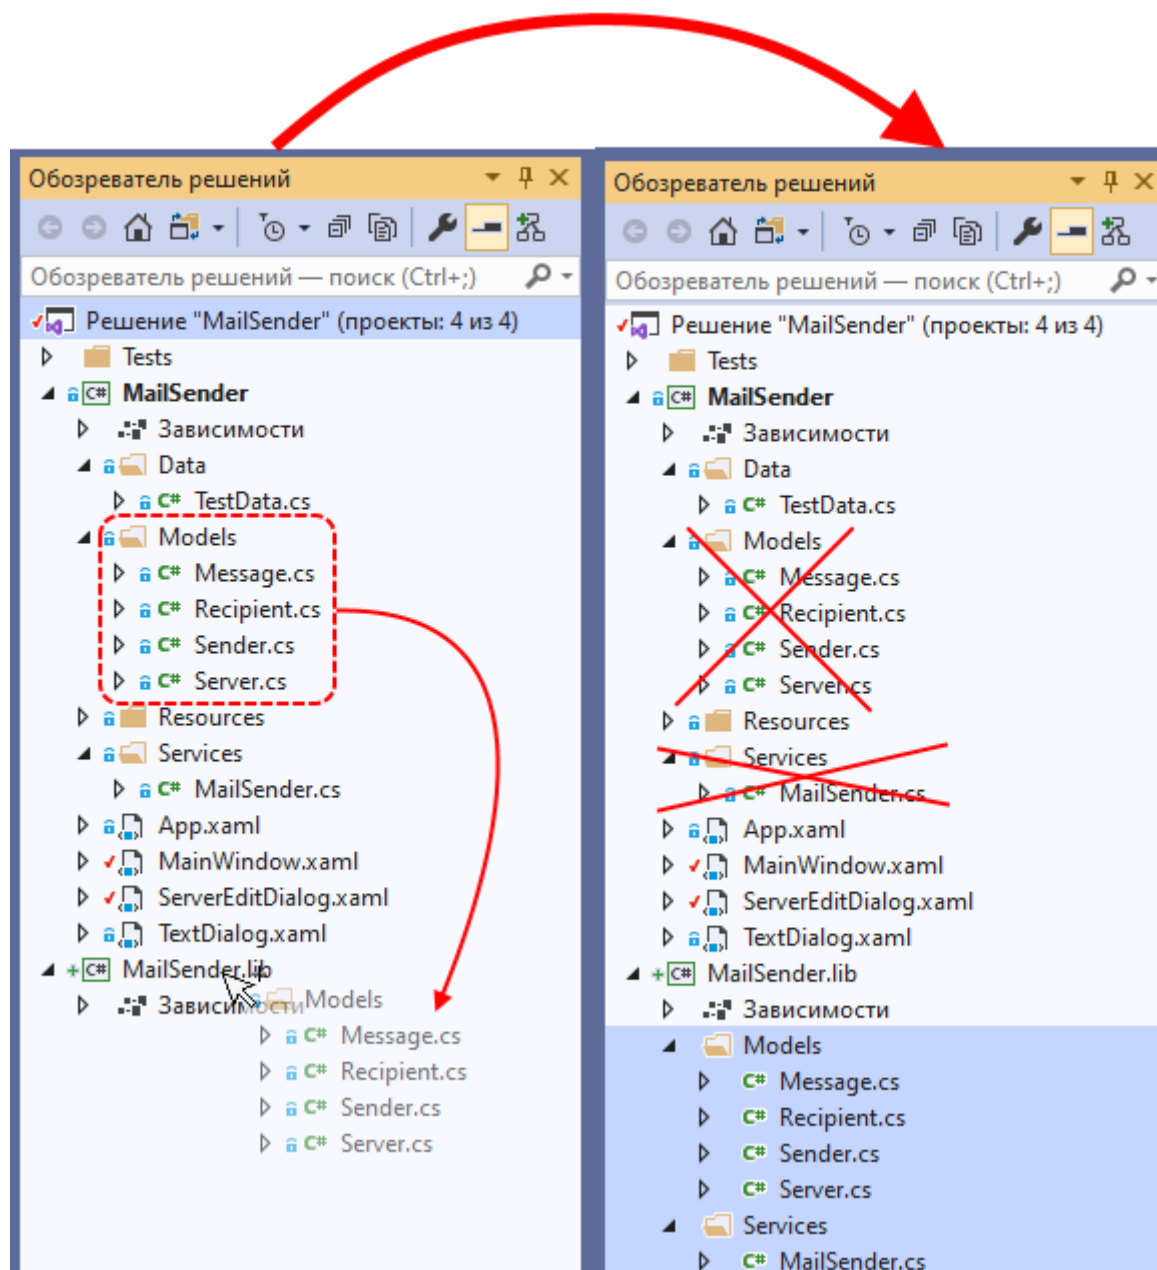 Обозреватель решений
Обозреватель решений — поиск (Ctrl+;)
Решение "MailSender" (проекты: 4 из 4)
Tests
C# MailSender
Зависимости
Data
C# TestData.cs
Models
C# Message.cs
C# Recipient.cs
C# Sender.cs
C# Server.cs
Resources
Services
C# MailSender.cs
App.xaml
MainWindow.xaml
ServerEditDialog.xaml
TextDialog.xaml
C# MailSender.lib
Зависимости
Models
C# Message.cs
C# Recipient.cs
C# Sender.cs
C# Server.cs
Обозреватель решений
Обозреватель решений — поиск (Ctrl+;)
Решение "MailSender" (проекты: 4 из 4)
Tests
C# MailSender
Зависимости
Data
C# TestData.cs
Models
C# Message.cs
C# Recipient.cs
C# Sender.cs
C# Server.cs
Resources
Services
C# MailSender.cs
App.xaml
MainWindow.xaml
ServerEditDialog.xaml
TextDialog.xaml
C# MailSender.lib
Зависимости
Models
C# Message.cs
C# Recipient.cs
C# Sender.cs
C# Server.cs
Services
C# MailSender.cs